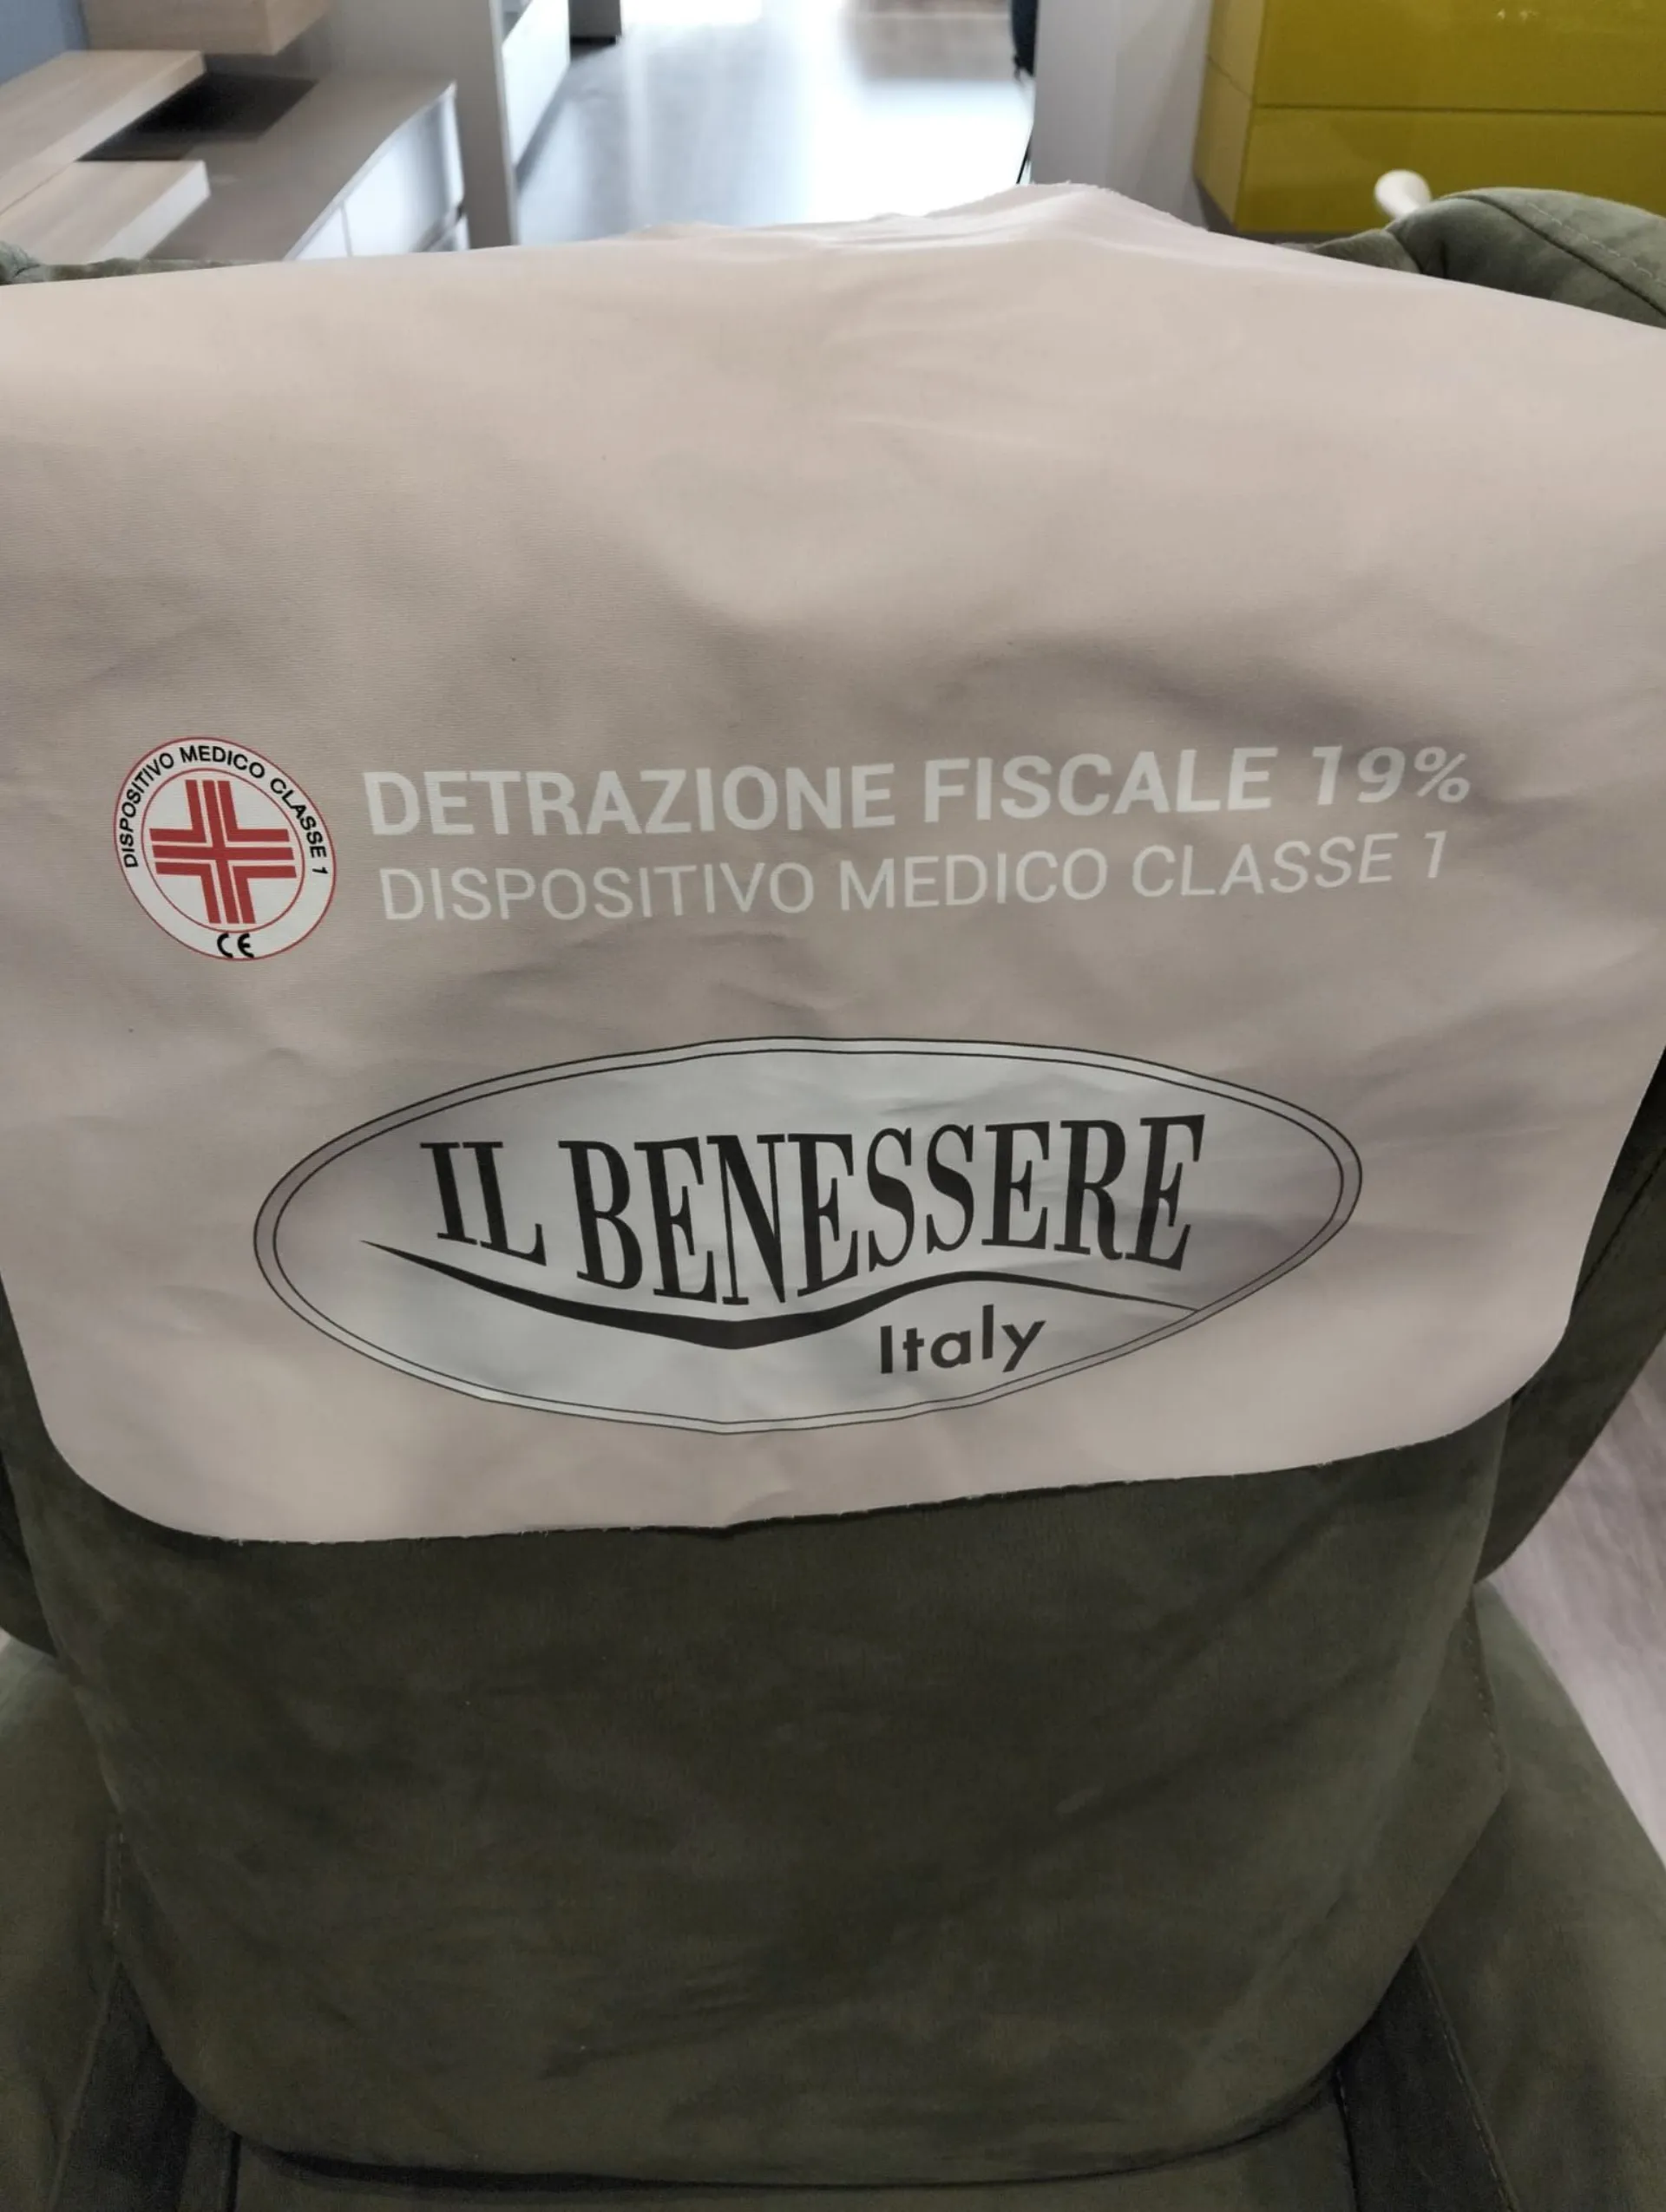 DISPOSITIVO MEDICO CLASSE 1
CE
DETRAZIONE FISCALE 19%
DISPOSITIVO MEDICO CLASSE 1
IL BENESSERE
Italy